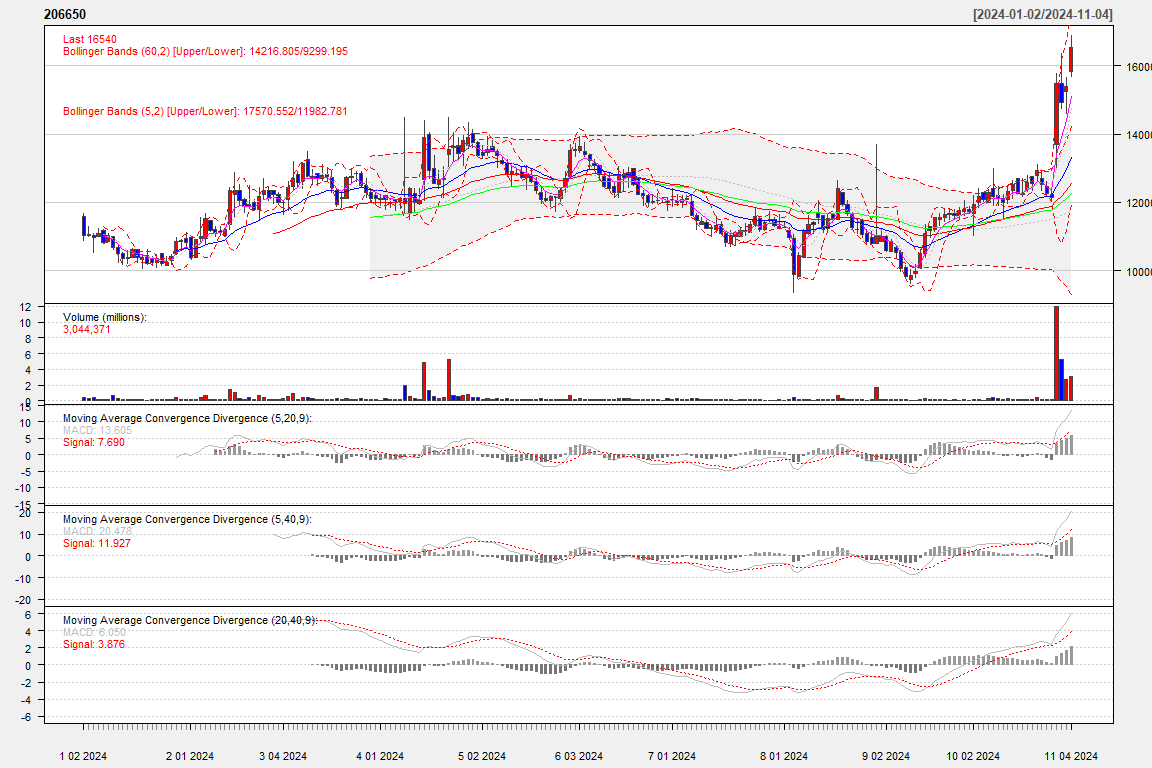 206650
[2024-01-02/2024-11-04]
Last 16540
Bollinger Bands (60,2) [Upper/Lower]: 14216.805/9299.195
Bollinger Bands (5,2) [Upper/Lower]: 17570.552/11982.781
16000
14000
12000
10000
Volume (millions):
3,044,371
12
10
8
6
4
2
0
Moving Average Convergence Divergence (5,20,9):
MACD: 13.605
Signal: 7.690
15
10
5
0
-5
-10
-15
Moving Average Convergence Divergence (5,40,9):
MACD: 20.478
Signal: 11.927
20
10
0
-10
-20
Moving Average Convergence Divergence (20,40,9):
MACD: 6.050
Signal: 3.876
6
4
2
0
-2
-4
-6
1 02 2024
2 01 2024
3 04 2024
4 01 2024
5 02 2024
6 03 2024
7 01 2024
8 01 2024
9 02 2024
10 02 2024
11 04 2024